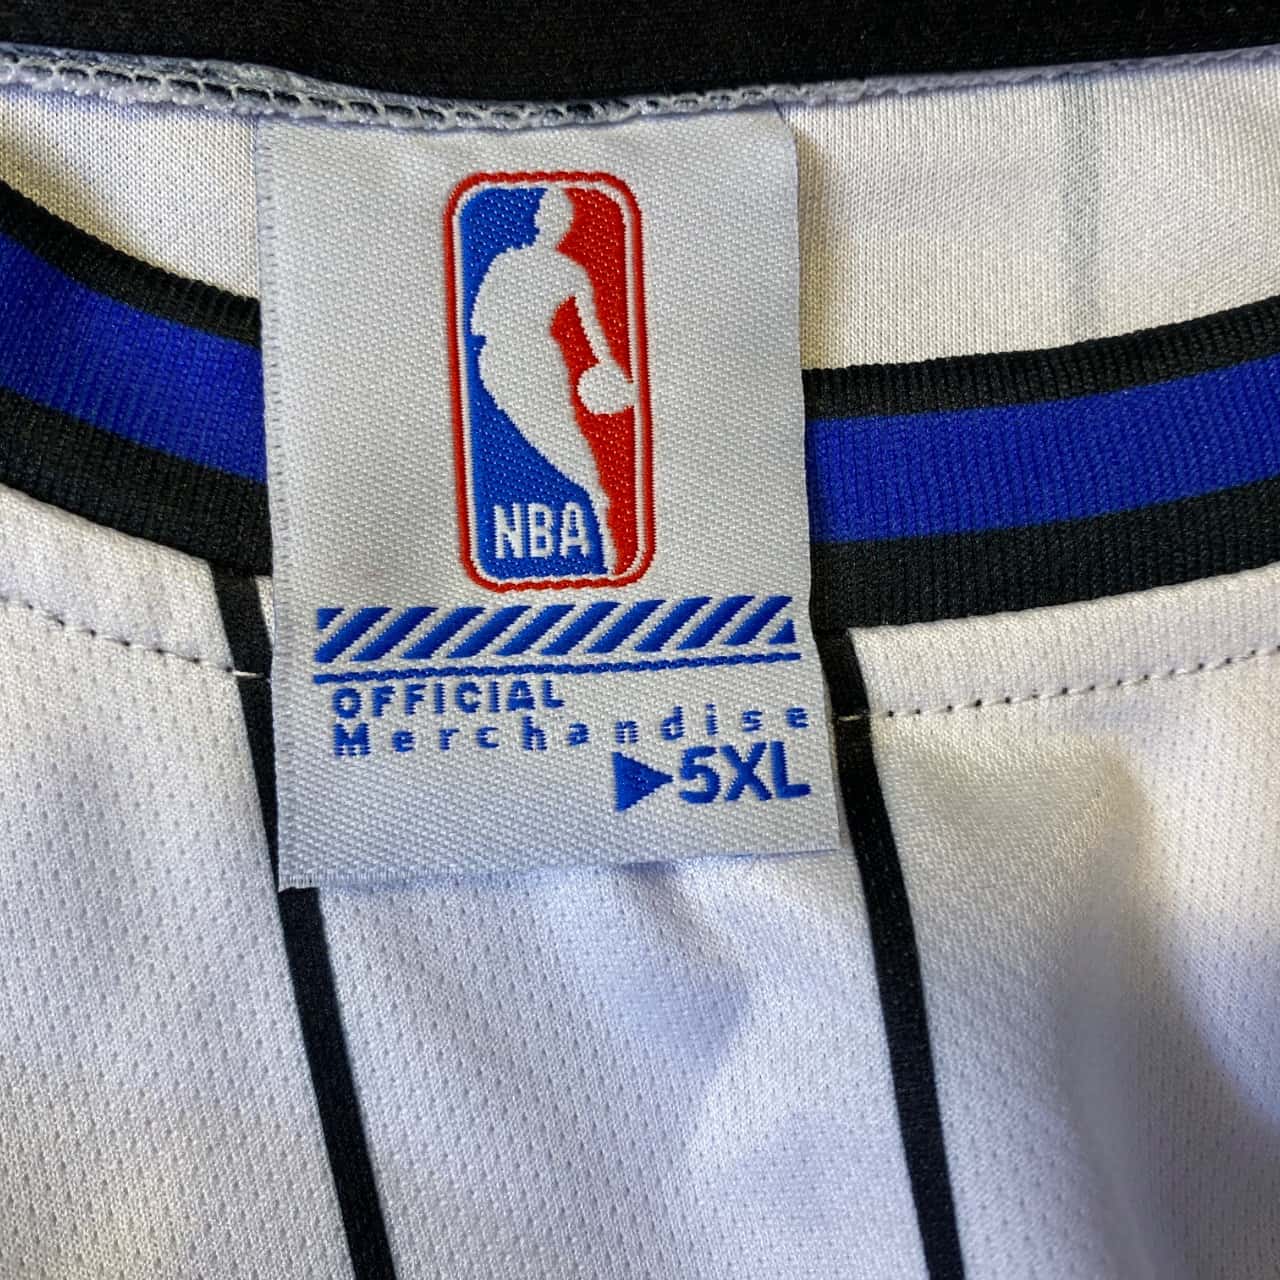 NBA
OFFICIAL
Merchandise
▶5XL